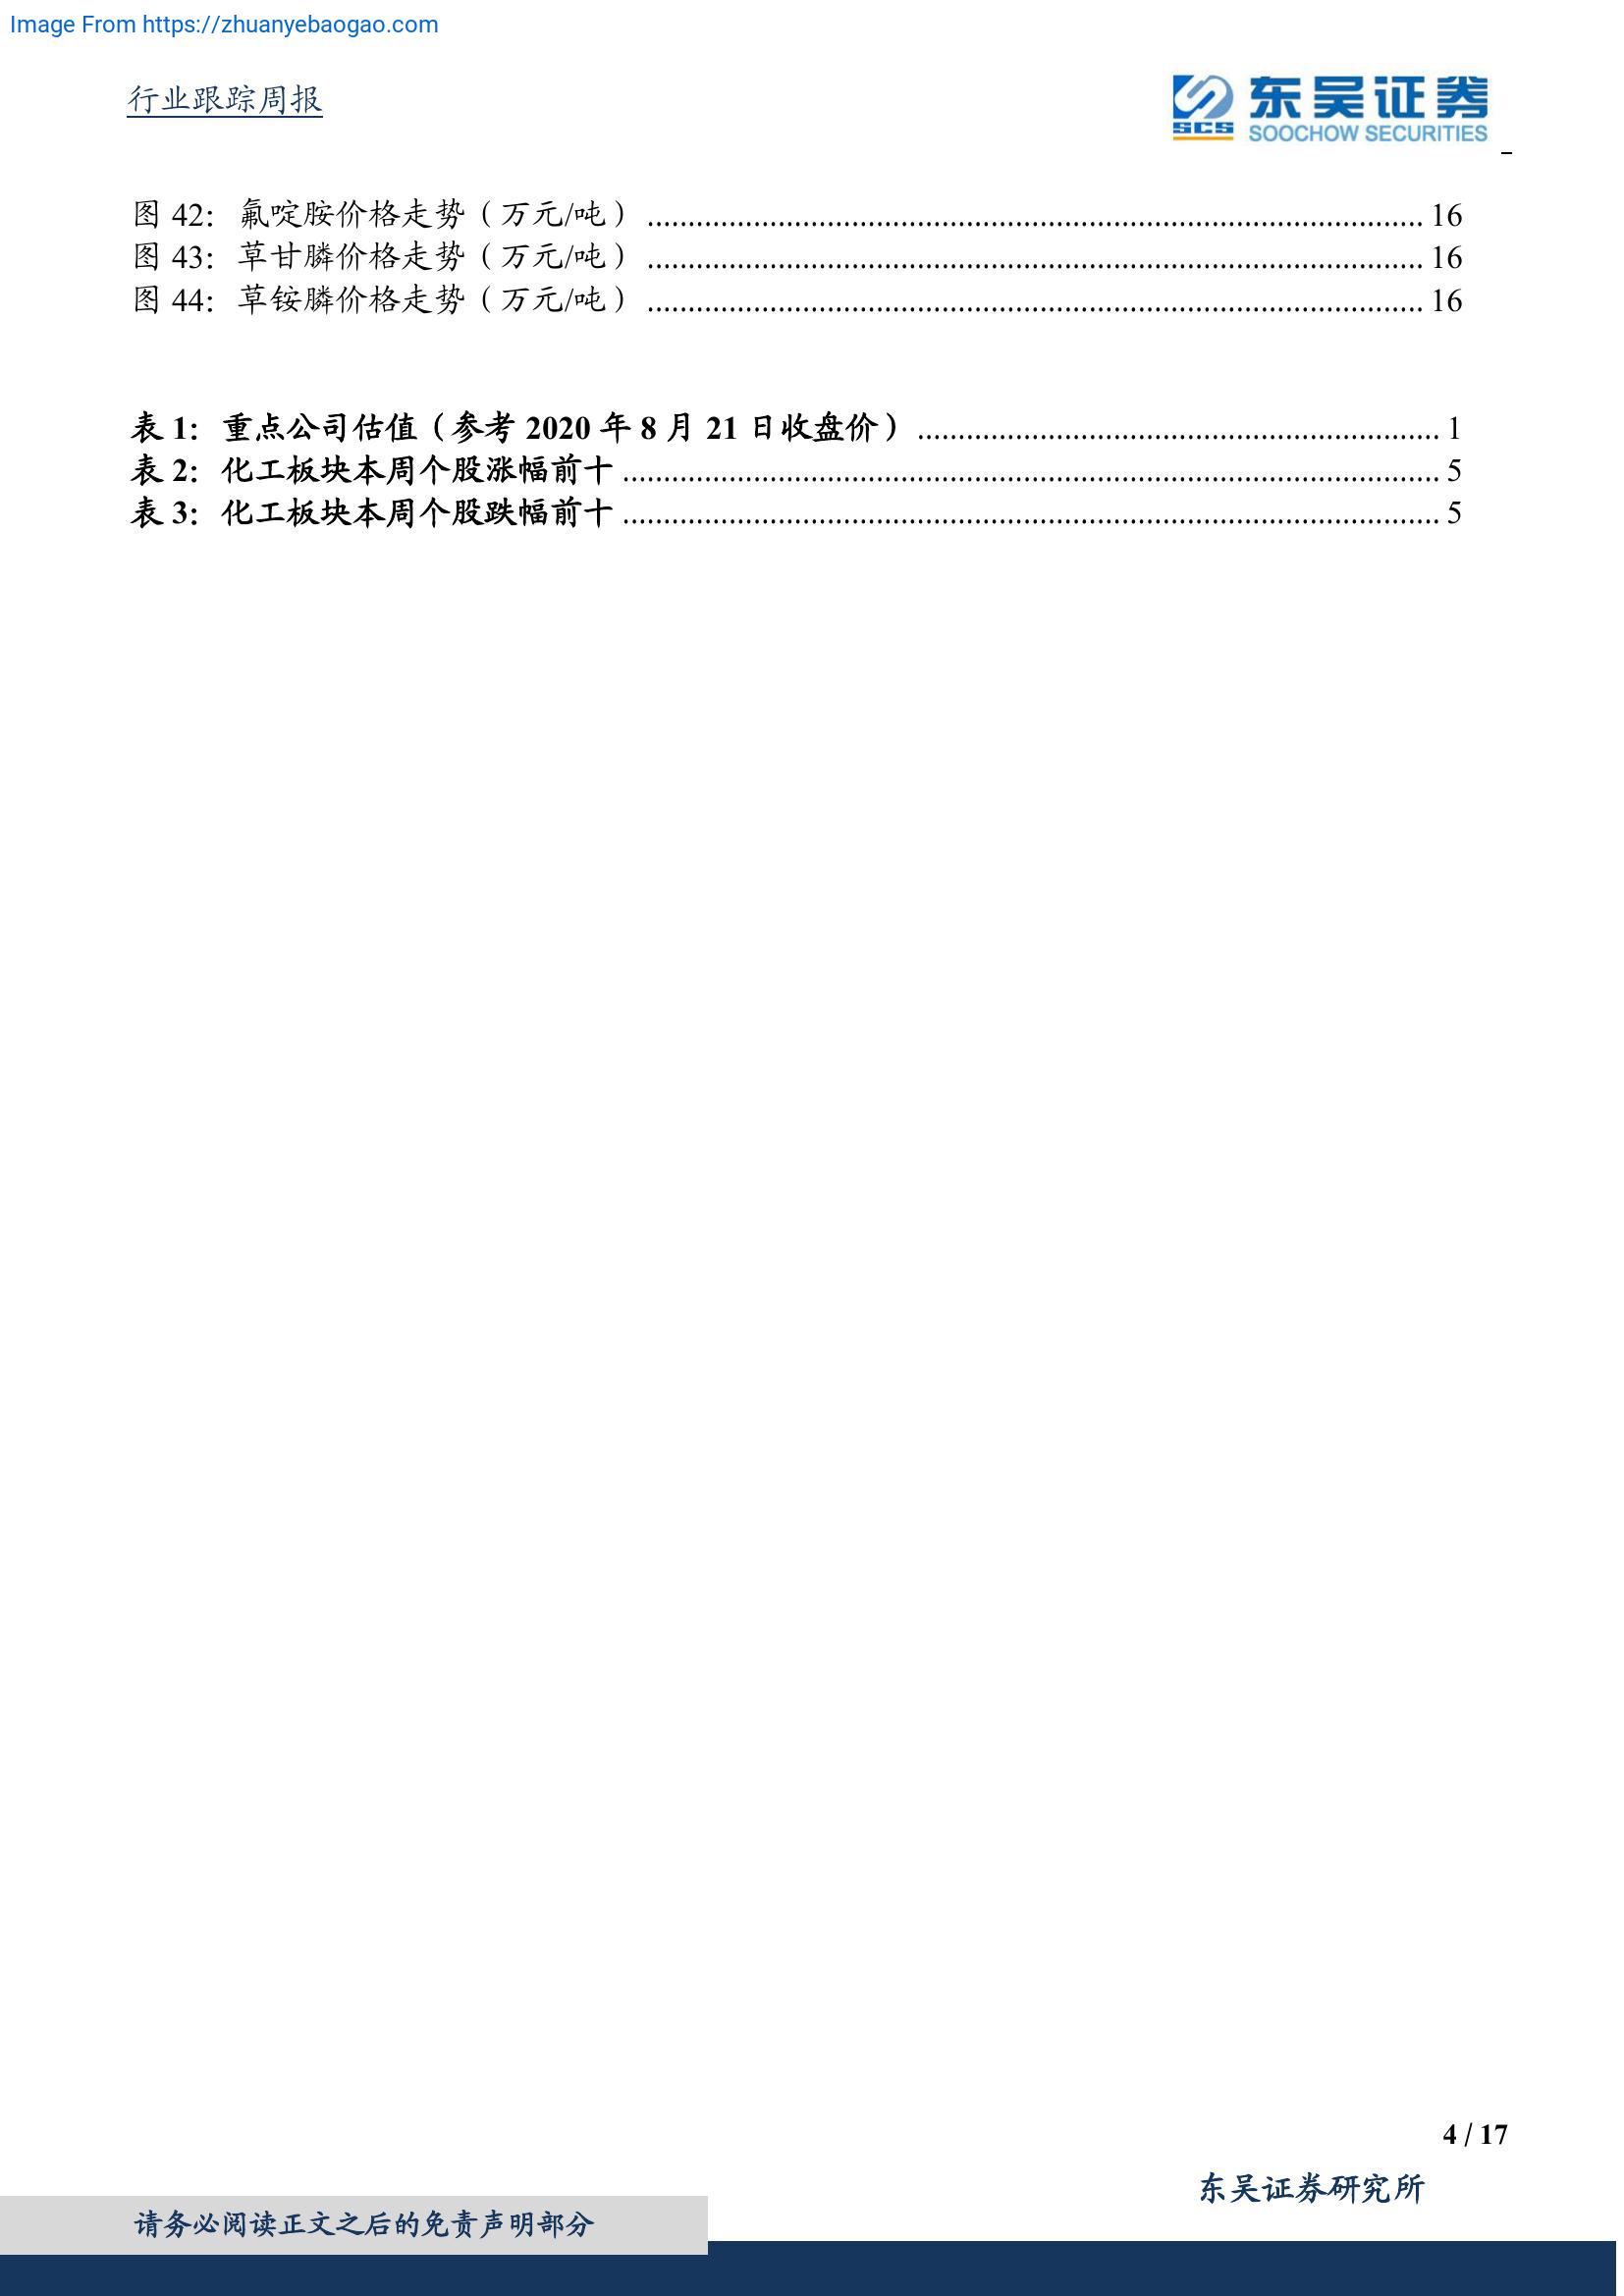 Image From https://zhuanyebaogao.com
行业跟踪周报
东吴证券
SCS
SOOCHOW SECURITIES
图 42: 氟啶胺价格走势（万元/吨） ................................................................................................ 16
图 43: 草甘膦价格走势（万元/吨） ................................................................................................ 16
图 44: 草铵膦价格走势（万元/吨） ................................................................................................ 16
表 1: 重点公司估值（参考 2020 年 8 月 21 日收盘价） ................................................................ 1
表 2: 化工板块本周个股涨幅前十 .................................................................................................... 5
表 3: 化工板块本周个股跌幅前十 .................................................................................................... 5
4 / 17
东吴证券研究所
请务必阅读正文之后的免责声明部分